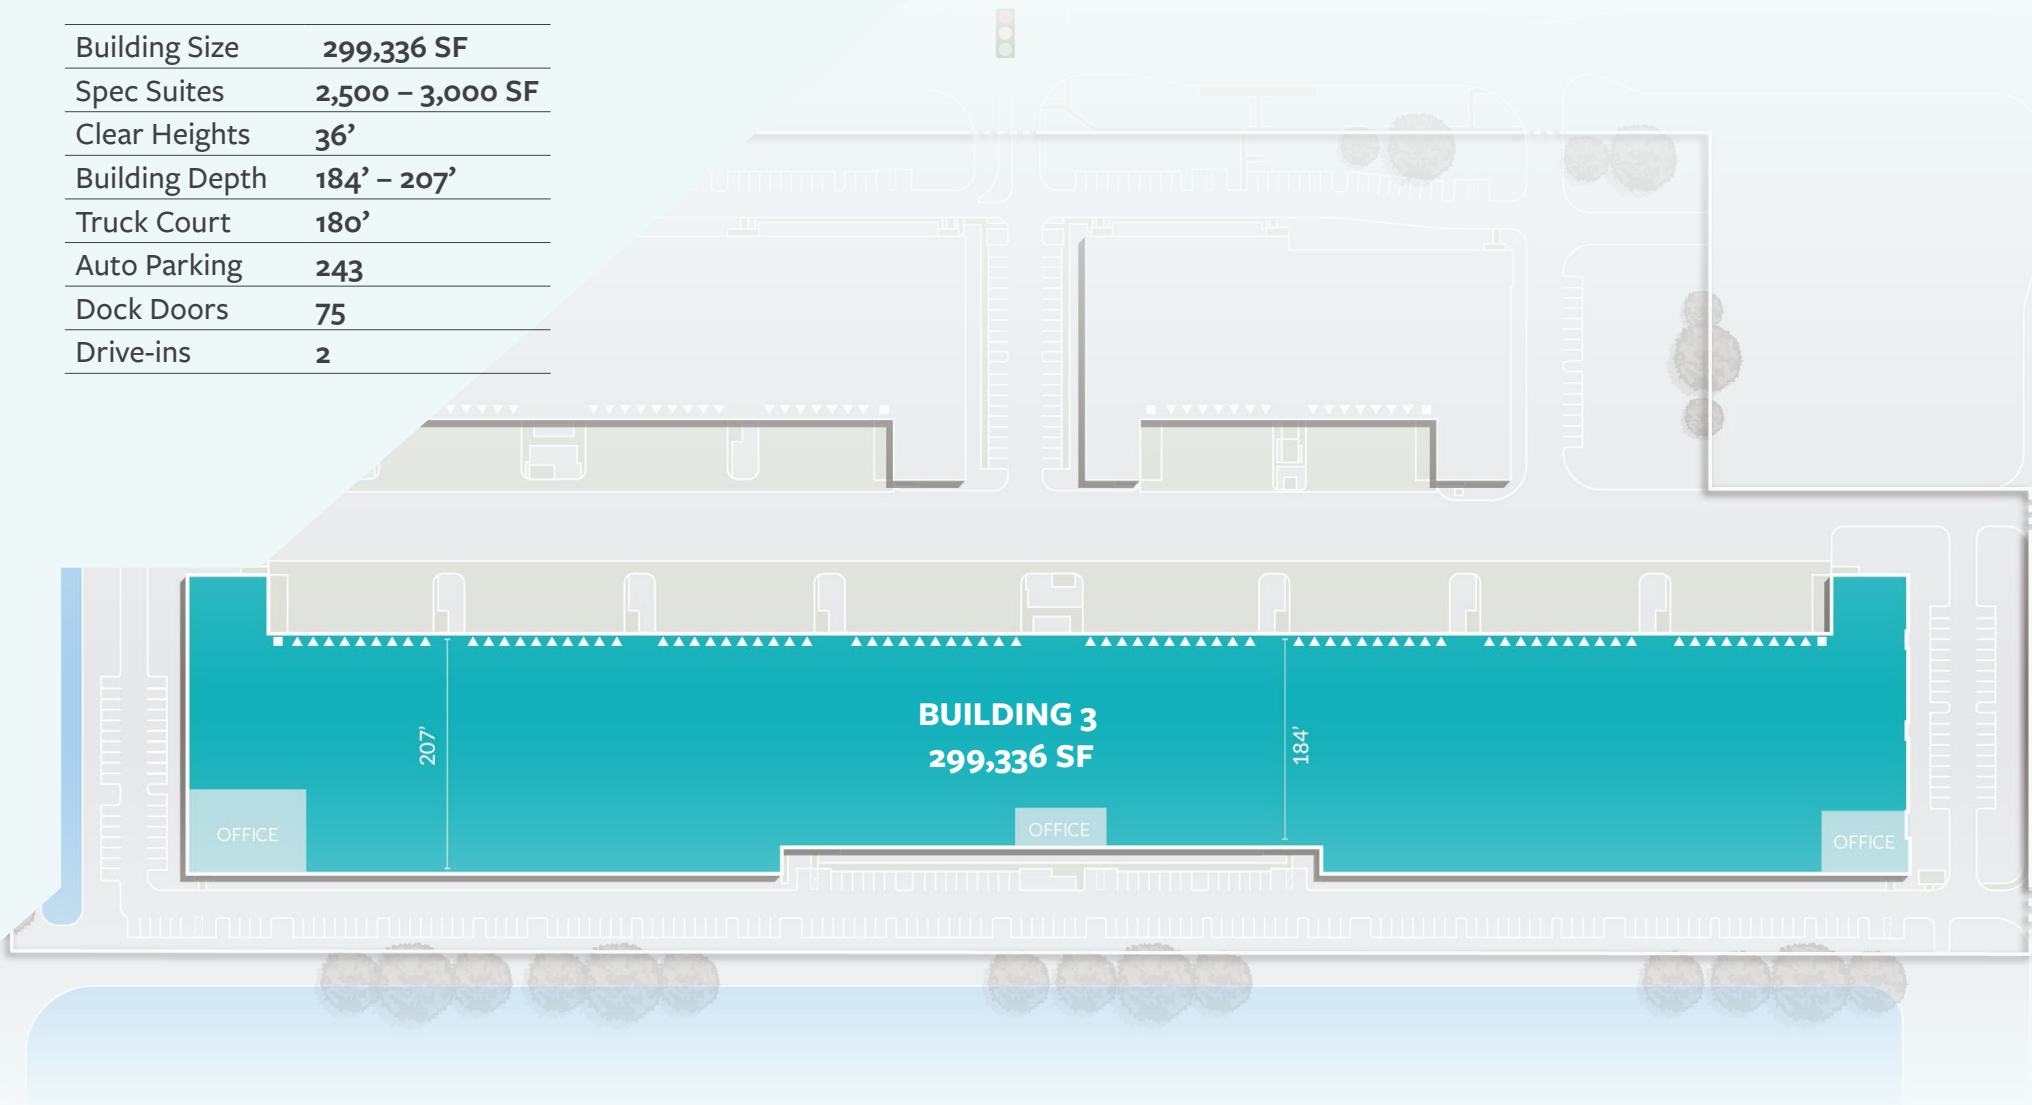 Building Size 299,336 SF
Spec Suites 2,500 – 3,000 SF
Clear Heights 36’
Building Depth 184’ – 207’
Truck Court 180’
Auto Parking 243
Dock Doors 75
Drive-ins 2
BUILDING 3
299,336 SF
207’
184’
OFFICE
OFFICE
OFFICE